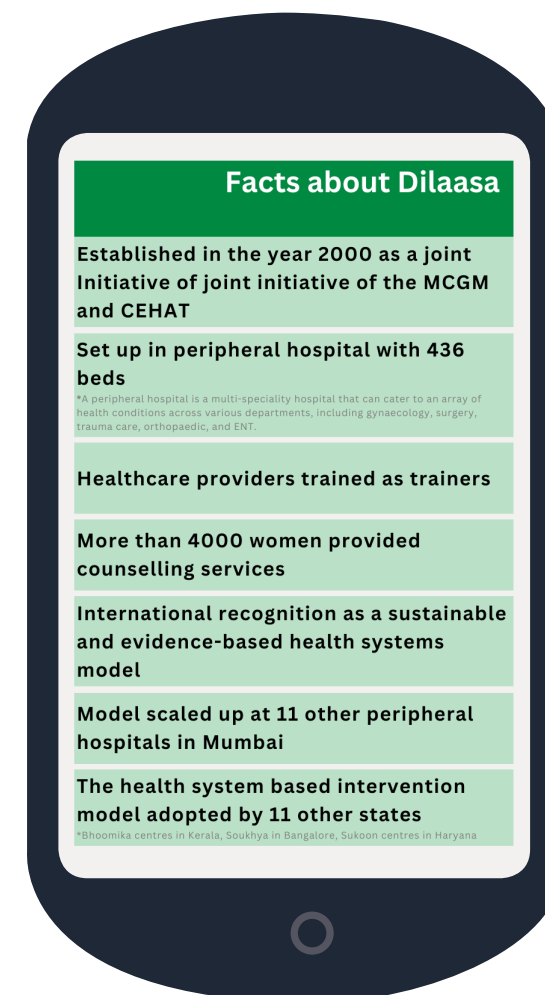 Facts about Dilaasa
Established in the year 2000 as a joint
Initiative of joint initiative of the MCGM
and CEHAT
Set up in peripheral hospital with 436
beds
*A peripheral hospital is a multi-speciality hospital that can cater to an array of
health conditions across various departments, including gynaecology, surgery,
trauma care, orthopaedic, and ENT.
Healthcare providers trained as trainers
More than 4000 women provided
counselling services
International recognition as a sustainable
and evidence-based health systems
model
Model scaled up at 11 other peripheral
hospitals in Mumbai
The health system based intervention
model adopted by 11 other states
*Bhoomika centres in Kerala, Soukhya in Bangalore, Sukoon centres in Haryana